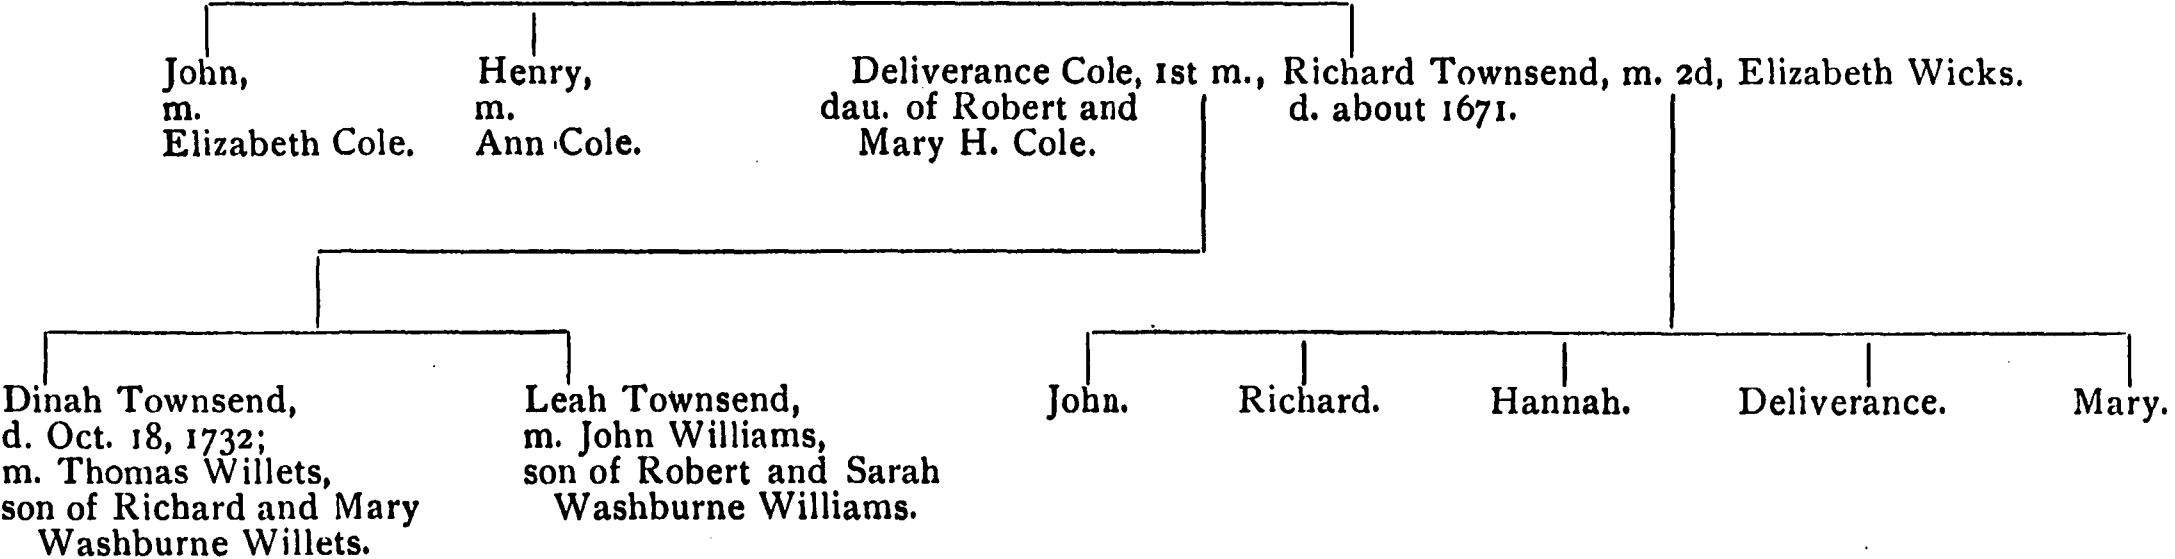 John,
m.
Elizabeth Cole.
Henry,
m.
Ann Cole.
Deliverance Cole, 1st m., Richard Townsend, m. 2d, Elizabeth Wicks.
dau. of Robert and
Mary H. Cole.
d. about 1671.
Dinah Townsend,
d. Oct. 18, 1732;
m. Thomas Willets,
son of Richard and Mary
Washburne Willets.
Leah Townsend,
m. John Williams,
son of Robert and Sarah
Washburne Williams.
John.
Richard.
Hannah.
Deliverance.
Mary.